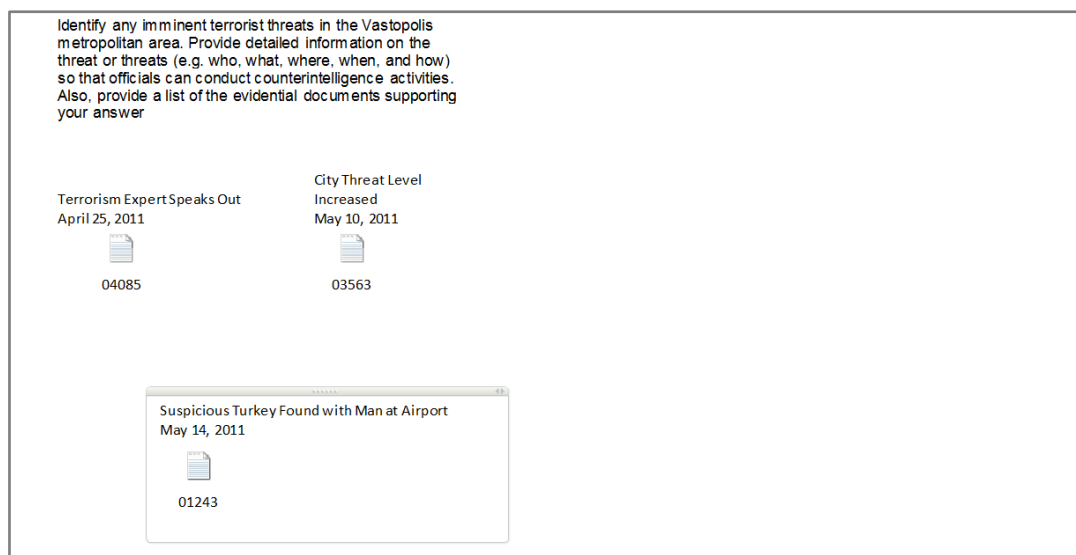 Identify any imminent terrorist threats in the Vastopolis
metropolitan area. Provide detailed information on the
threat or threats (e.g. who, what, where, when, and how)
so that officials can conduct counterintelligence activities.
Also, provide a list of the evidential documents supporting
your answer
Terrorism Expert Speaks Out
April 25, 2011
04085
City Threat Level
Increased
May 10, 2011
03563
Suspicious Turkey Found with Man at Airport
May 14, 2011
01243